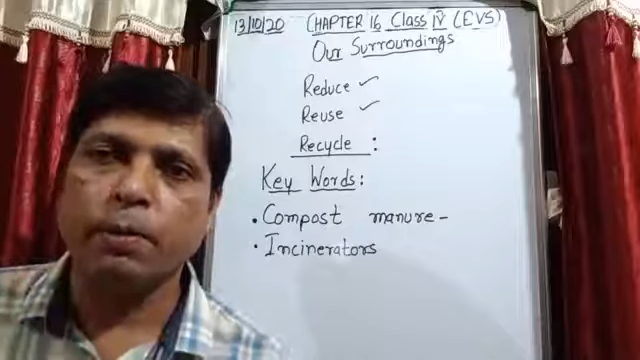 13/10/20 CHAPTER 16 Class IV (EVS)
Our Surroundings
Reduce ✓
Reuse ✓
Recycle :
Key Words :
• Compost manure -
• Incinerators